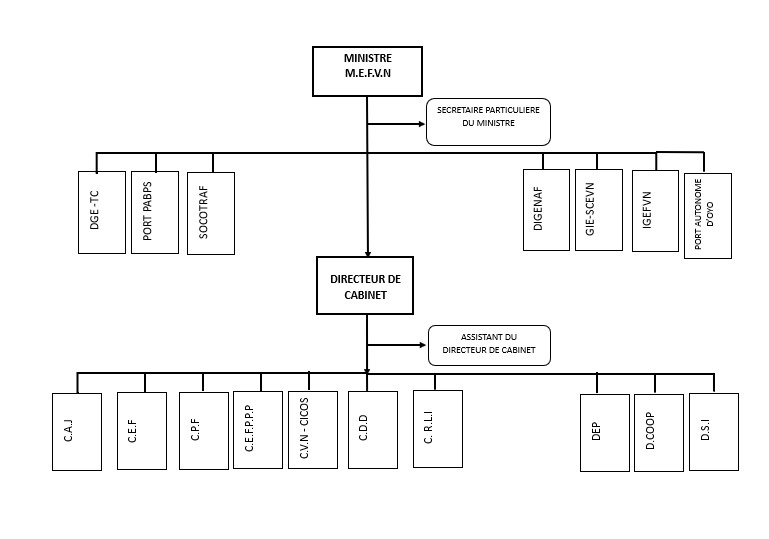 MINISTRE
M.E.F.V.N
SECRETAIRE PARTICULIERE
DU MINISTRE
DGE -TC
PORT PABPS
SOCOTRAF
DIGENAF
GIE-SCEVN
IGEFVN
PORT AUTONOME
D'OYO
DIRECTEUR DE
CABINET
ASSISTANT DU
DIRECTEUR DE CABINET
C.A.J
C.E.F
C.P.F
C.E.F.P.P.P
C.V.N - CICOS
C.D.D
C. R.L.I
DEP
D.COOP
D.S.I